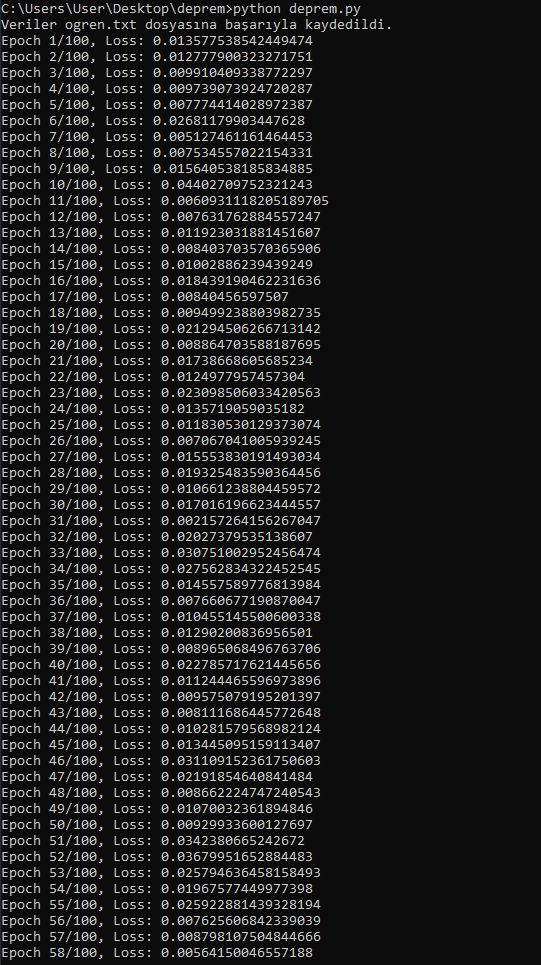 C:\Users\User\Desktop\deprem>python deprem.py
Veriler ogren.txt dosyasına başarıyla kaydedildi.
Epoch 1/100, Loss: 0.013577538542449474
Epoch 2/100, Loss: 0.012777900323271751
Epoch 3/100, Loss: 0.009910409338772297
Epoch 4/100, Loss: 0.009739073924720287
Epoch 5/100, Loss: 0.007774414028972387
Epoch 6/100, Loss: 0.02681179903447628
Epoch 7/100, Loss: 0.005127461161464453
Epoch 8/100, Loss: 0.007534557022154331
Epoch 9/100, Loss: 0.015640538185834885
Epoch 10/100, Loss: 0.04402709752321243
Epoch 11/100, Loss: 0.0060931118205189705
Epoch 12/100, Loss: 0.007631762884557247
Epoch 13/100, Loss: 0.011923031881451607
Epoch 14/100, Loss: 0.008403703570365906
Epoch 15/100, Loss: 0.01002886239439249
Epoch 16/100, Loss: 0.018439190462231636
Epoch 17/100, Loss: 0.00840456597507
Epoch 18/100, Loss: 0.009499238803982735
Epoch 19/100, Loss: 0.021294506266713142
Epoch 20/100, Loss: 0.008864703588187695
Epoch 21/100, Loss: 0.01738668605685234
Epoch 22/100, Loss: 0.0124977957457304
Epoch 23/100, Loss: 0.023098506033420563
Epoch 24/100, Loss: 0.0135719059035182
Epoch 25/100, Loss: 0.011830530129373074
Epoch 26/100, Loss: 0.007067041005939245
Epoch 27/100, Loss: 0.015553830191493034
Epoch 28/100, Loss: 0.019325483590364456
Epoch 29/100, Loss: 0.010661238804459572
Epoch 30/100, Loss: 0.017016196623444557
Epoch 31/100, Loss: 0.002157264156267047
Epoch 32/100, Loss: 0.02027379535138607
Epoch 33/100, Loss: 0.030751002952456474
Epoch 34/100, Loss: 0.027562834322452545
Epoch 35/100, Loss: 0.014557589776813984
Epoch 36/100, Loss: 0.007660677190870047
Epoch 37/100, Loss: 0.010455145500600338
Epoch 38/100, Loss: 0.01290200836956501
Epoch 39/100, Loss: 0.008965068496763706
Epoch 40/100, Loss: 0.022785717621445656
Epoch 41/100, Loss: 0.011244465596973896
Epoch 42/100, Loss: 0.009575079195201397
Epoch 43/100, Loss: 0.008111686445772648
Epoch 44/100, Loss: 0.010281579568982124
Epoch 45/100, Loss: 0.013445095159113407
Epoch 46/100, Loss: 0.031109152361750603
Epoch 47/100, Loss: 0.02191854640841484
Epoch 48/100, Loss: 0.008662224747240543
Epoch 49/100, Loss: 0.01070032361894846
Epoch 50/100, Loss: 0.00929933600127697
Epoch 51/100, Loss: 0.0342380665242672
Epoch 52/100, Loss: 0.03679951652884483
Epoch 53/100, Loss: 0.025794636458158493
Epoch 54/100, Loss: 0.01967577449977398
Epoch 55/100, Loss: 0.025922881439328194
Epoch 56/100, Loss: 0.007625606842339039
Epoch 57/100, Loss: 0.008798107504844666
Epoch 58/100, Loss: 0.00564150046557188